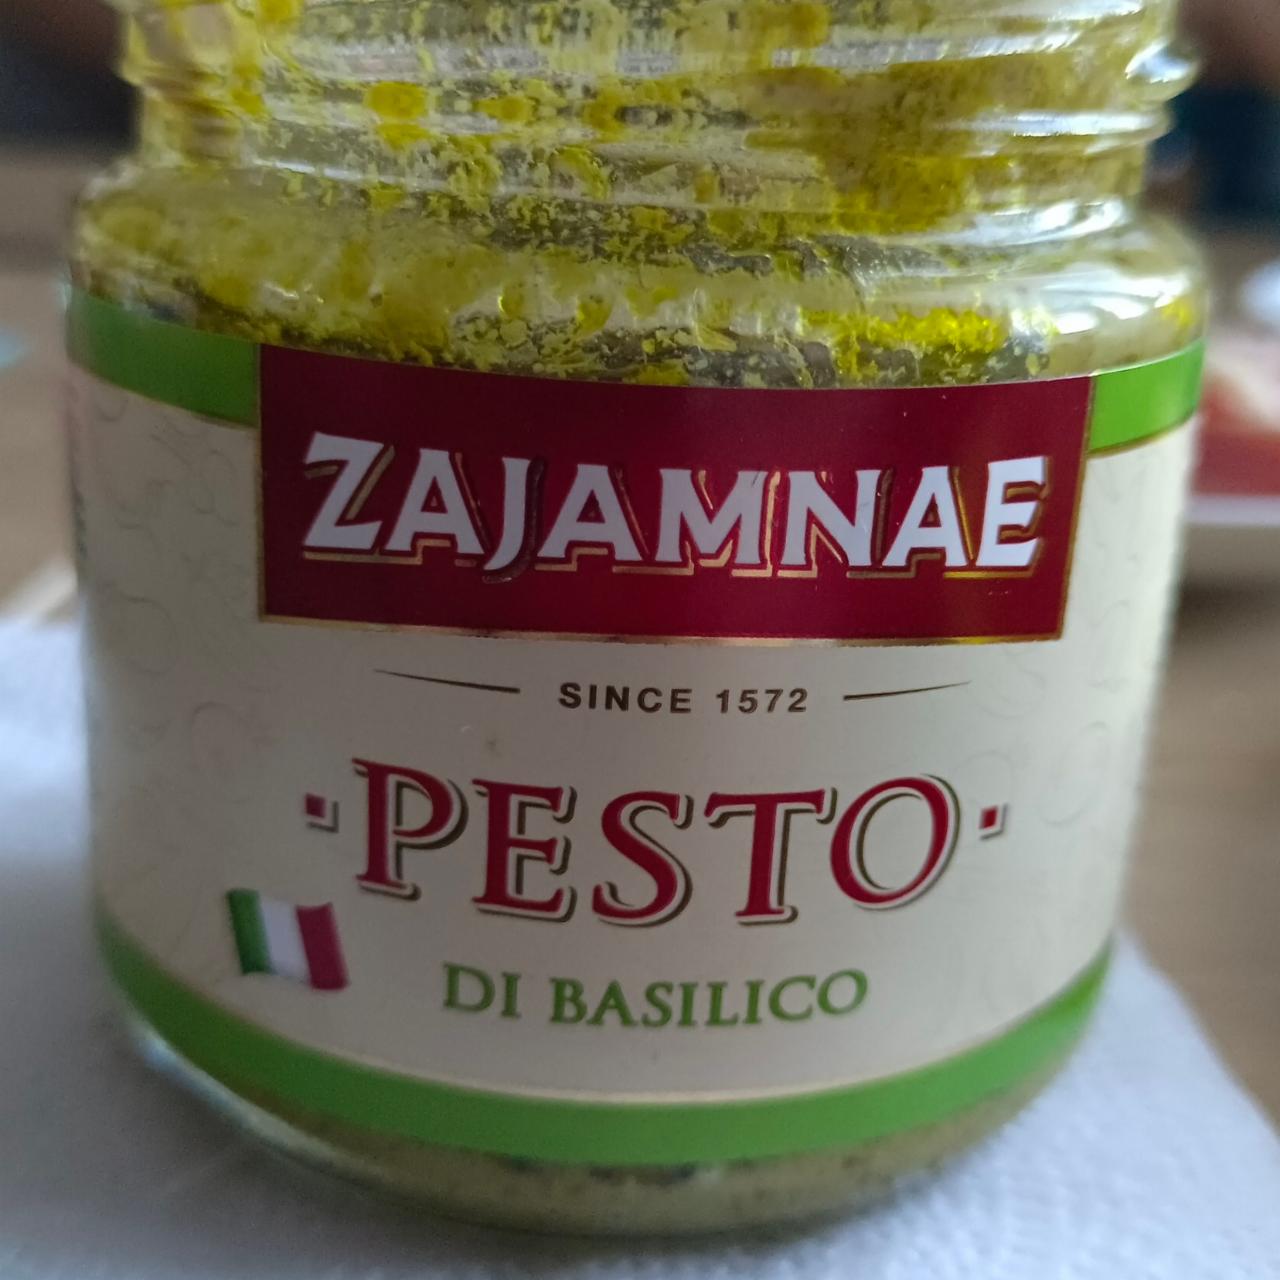 ZAJAMNAE
SINCE 1572
PESTO
DI BASILICO